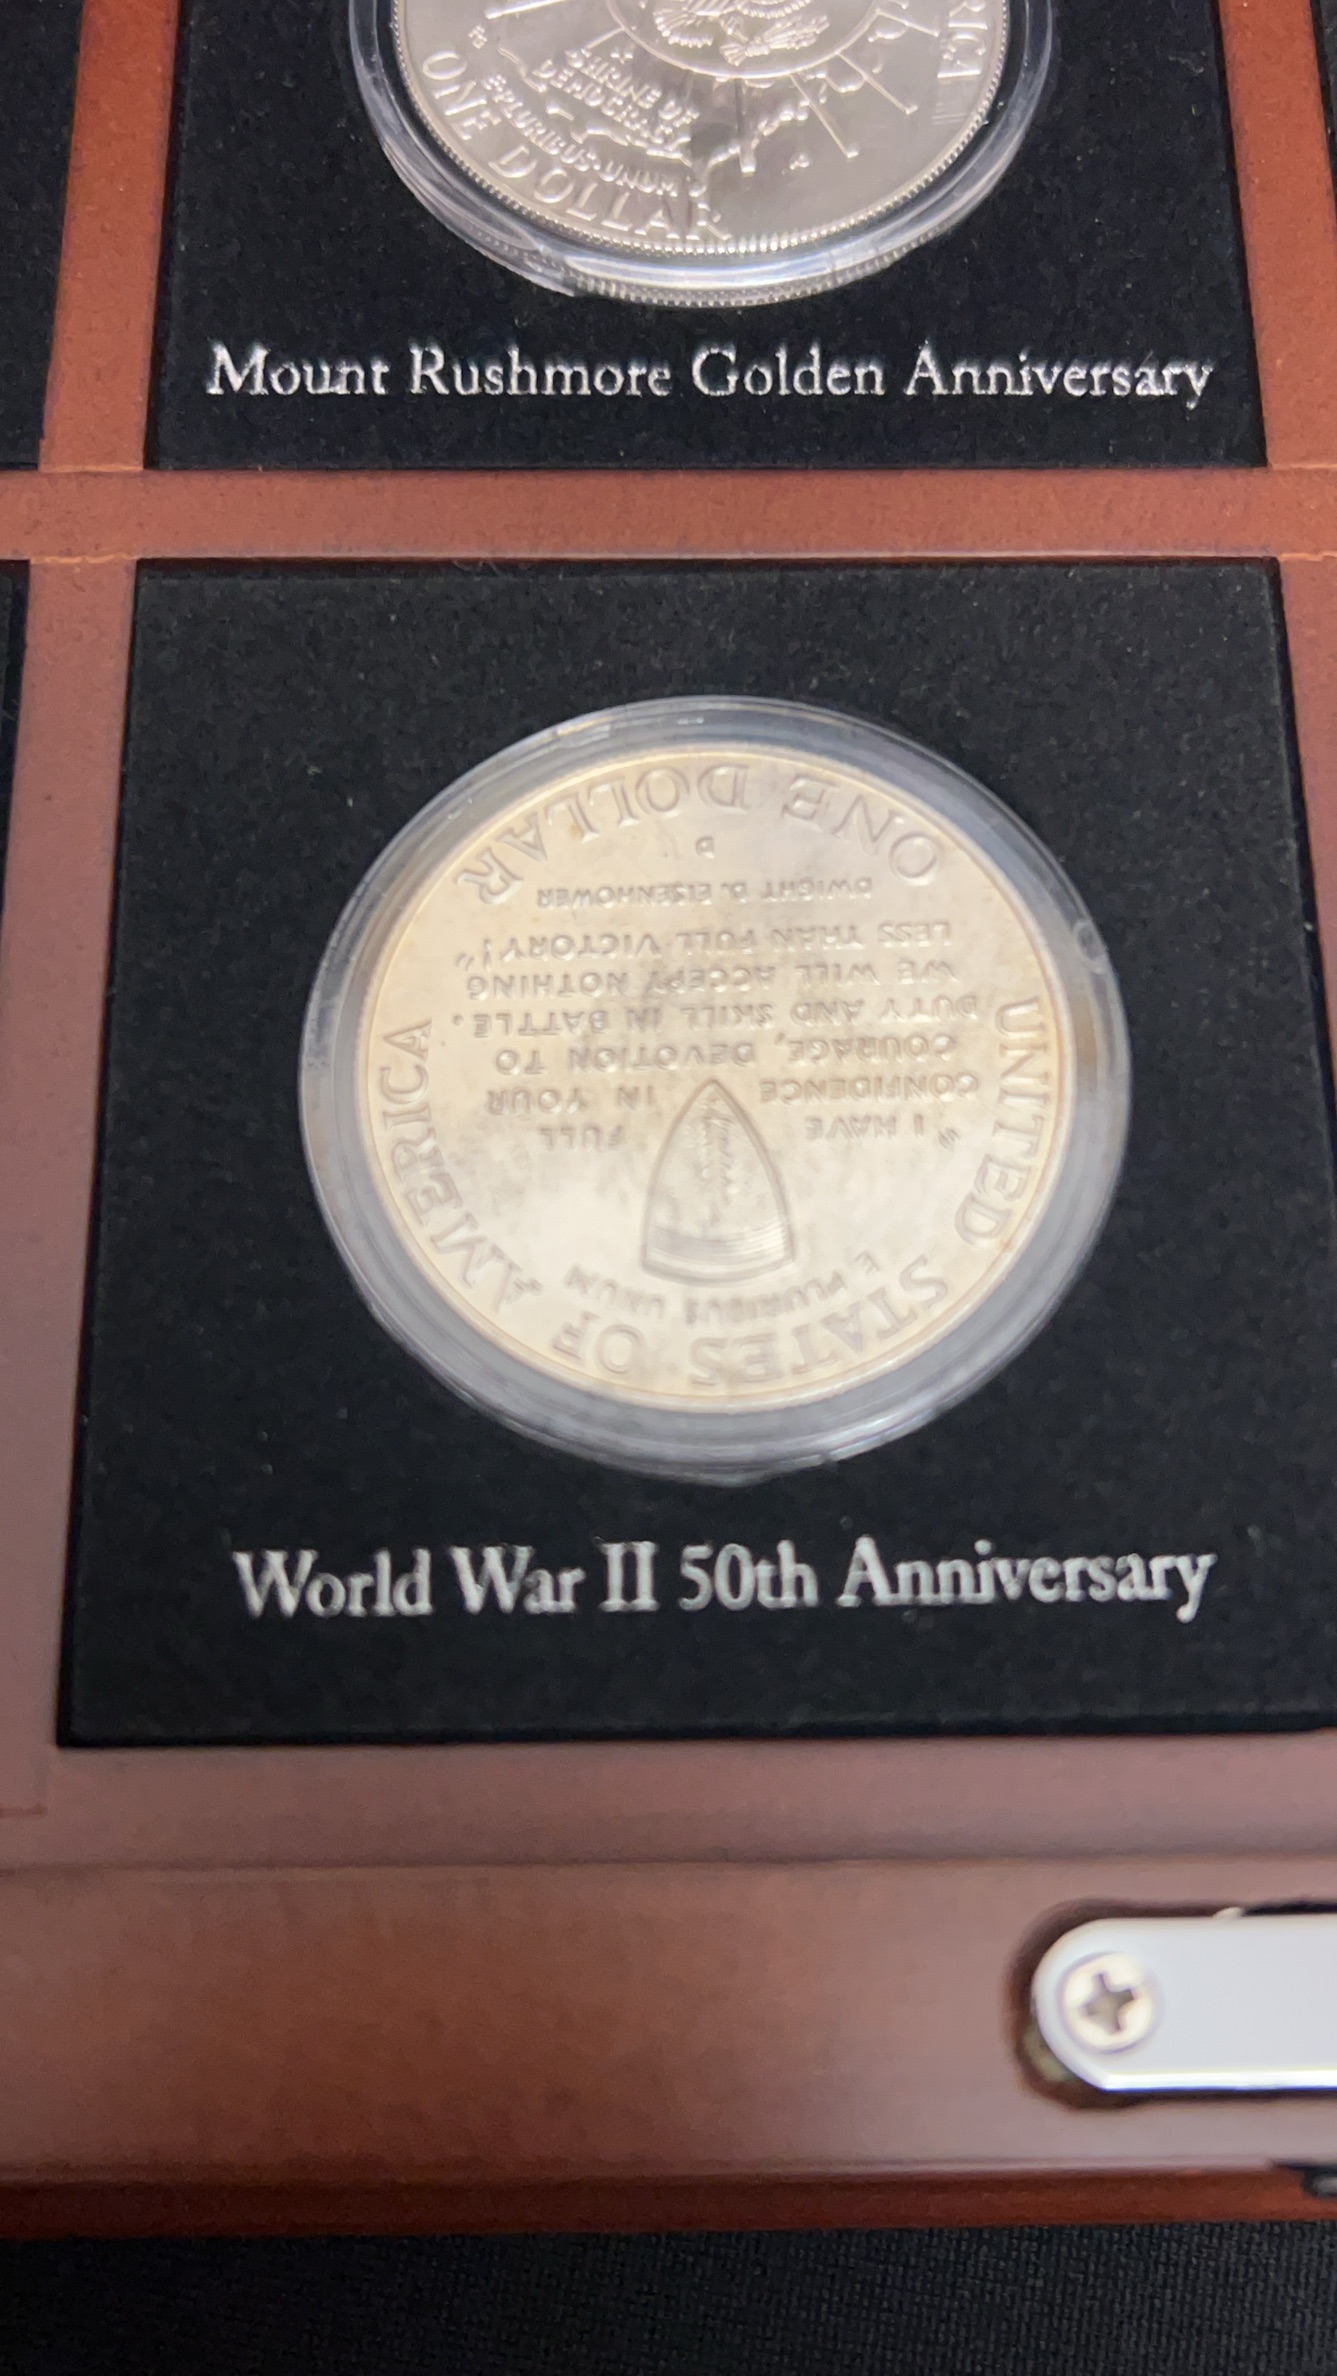 RICA
SHRINE OF
DEMOCRACY
E PLURIBUS UNUM
ONE DOLLAR
Mount Rushmore Golden Anniversary
UNITED STATES OF AMERICA
E PLURIBUS UNUM
"I HAVE FULL
CONFIDENCE IN YOUR
COURAGE, DEVOTION TO
DUTY AND SKILL IN BATTLE.
WE WILL ACCEPT NOTHING
LESS THAN FULL VICTORY!"
DWIGHT D. EISENHOWER
D
ONE DOLLAR
World War II 50th Anniversary